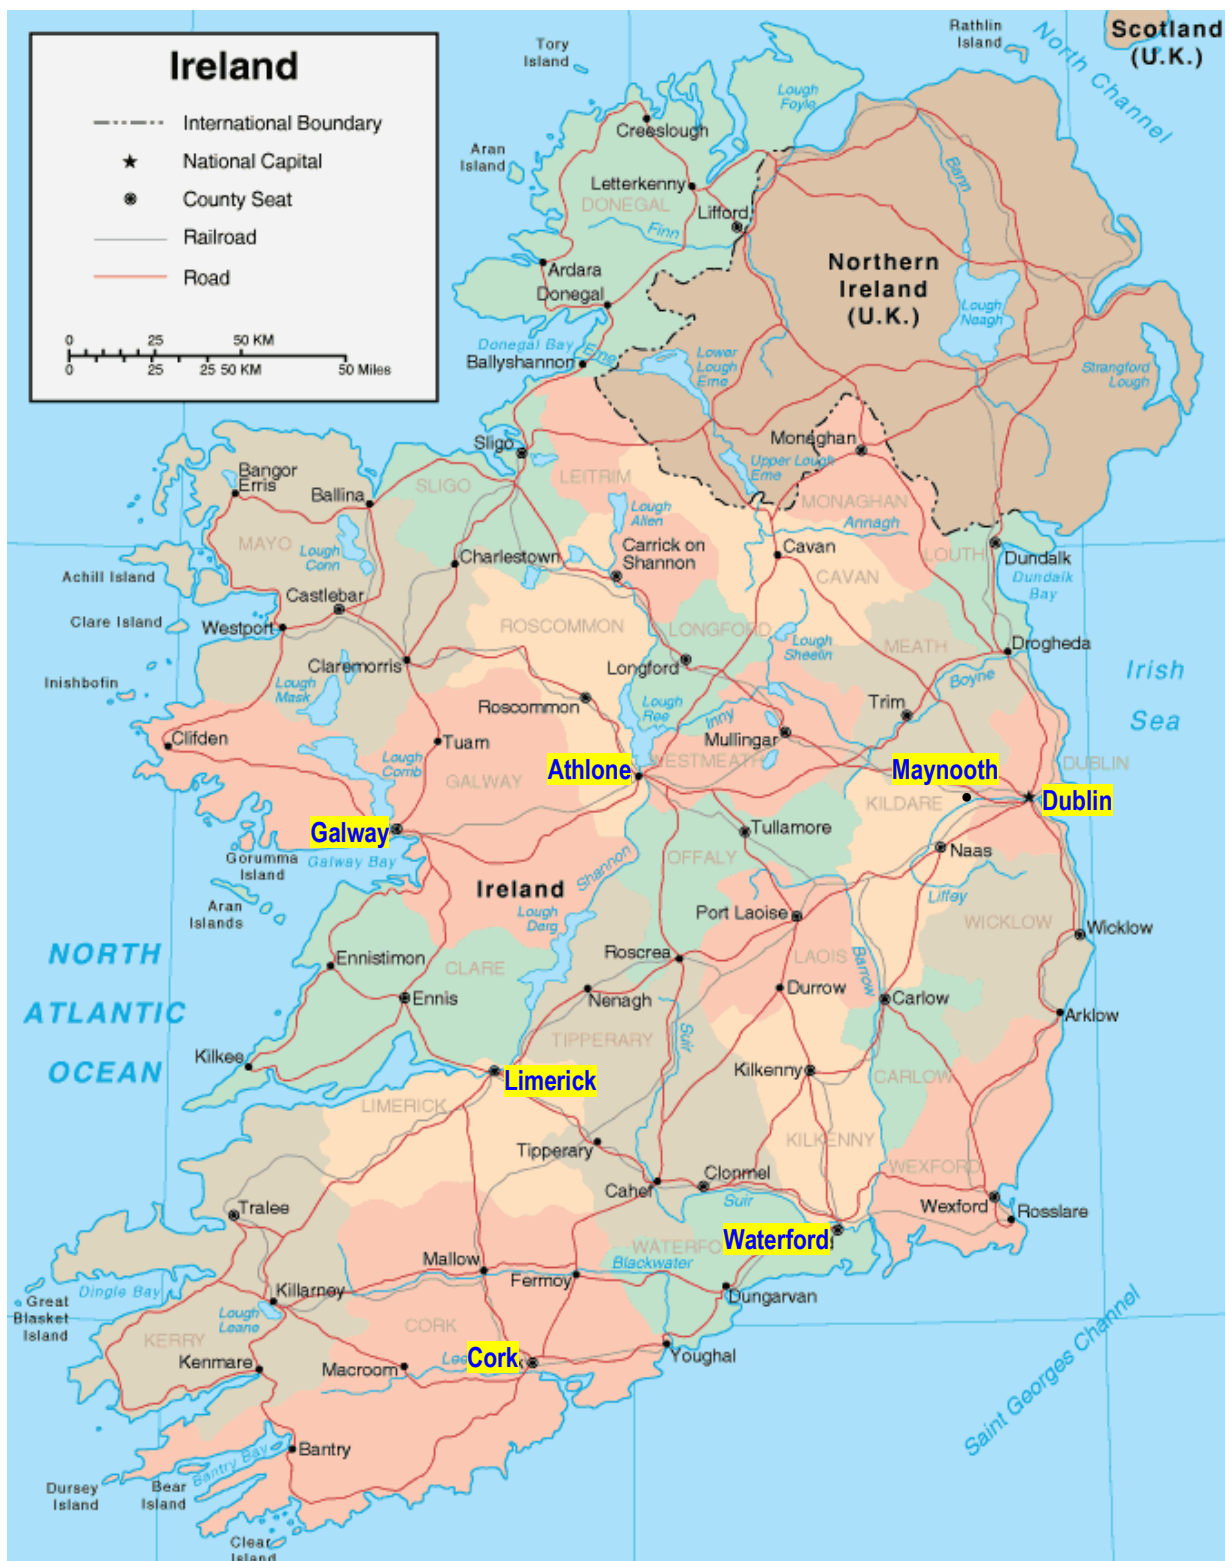 Ireland
International Boundary
National Capital
County Seat
Railroad
Road
0 25 50 KM
0 25 25 50 KM 50 Miles
Scotland
(U.K.)
Rathlin
Island
North Channel
Tory
Island
Lough
Foyle
Creeslough
Aran
Island
Letterkenny
DONEGAL
Lifford
Finn
Bann
Ardara
Donegal
Northern
Ireland
(U.K.)
Lough
Neagh
Donegal Bay
Erne
Ballyshannon
Lower
Lough
Erne
Strangford
Lough
Sligo
Monaghan
Upper Lough
Erne
Bangor
Erris
Ballina
SLIGO
LEITRIM
MONAGHAN
Annagh
MAYO
Lough
Conn
Lough
Allen
Charlestown
Carrick on
Shannon
Cavan
CAVAN
LOUTH
Dundalk
Dundalk
Bay
Achill Island
Castlebar
Clare Island
Westport
ROSCOMMON
LONGFORD
Lough
Sheelin
MEATH
Drogheda
Claremorris
Longford
Boyne
Irish
Sea
Inishbofin
Lough
Mask
Roscommon
Lough
Ree
Inny
Trim
Clifden
Tuam
Mullingar
Lough
Corrib
GALWAY
Athlone
WESTMEATH
Maynooth
DUBLIN
KILDARE
Dublin
Galway
Tullamore
Gorumma
Island
Galway Bay
Naas
OFFALY
Shannon
Ireland
Liffey
Aran
Islands
Lough
Derg
Port Laoise
WICKLOW
Wicklow
NORTH
ATLANTIC
OCEAN
Ennistimon
CLARE
Roscrea
LAOIS
Barrow
Ennis
Nenagh
Durrow
Carlow
Arklow
TIPPERARY
Suir
Kilkee
Limerick
Kilkenny
CARLOW
LIMERICK
Tipperary
KILKENNY
WEXFORD
Cahef
Clonmel
Suir
Wexford
Rosslare
Tralee
WATERFO
Waterford
Mallow
Blackwater
Fermoy
Dingle Bay
Killarney
Dungarvan
Great
Blasket
Island
Lough
Leane
KERRY
CORK
Kenmare
Macroom
Lee
Cork
Youghal
Saint Georges Channel
Bantry
Bantry Bay
Dursey
Island
Bear
Island
Clear
Island